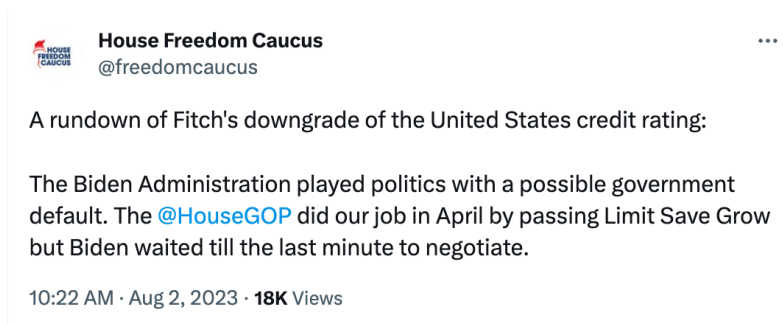 HOUSE
FREEDOM
CAUCUS
House Freedom Caucus
@freedomcaucus
A rundown of Fitch's downgrade of the United States credit rating:
The Biden Administration played politics with a possible government
default. The @HouseGOP did our job in April by passing Limit Save Grow
but Biden waited till the last minute to negotiate.
10:22 AM · Aug 2, 2023 · 18K Views